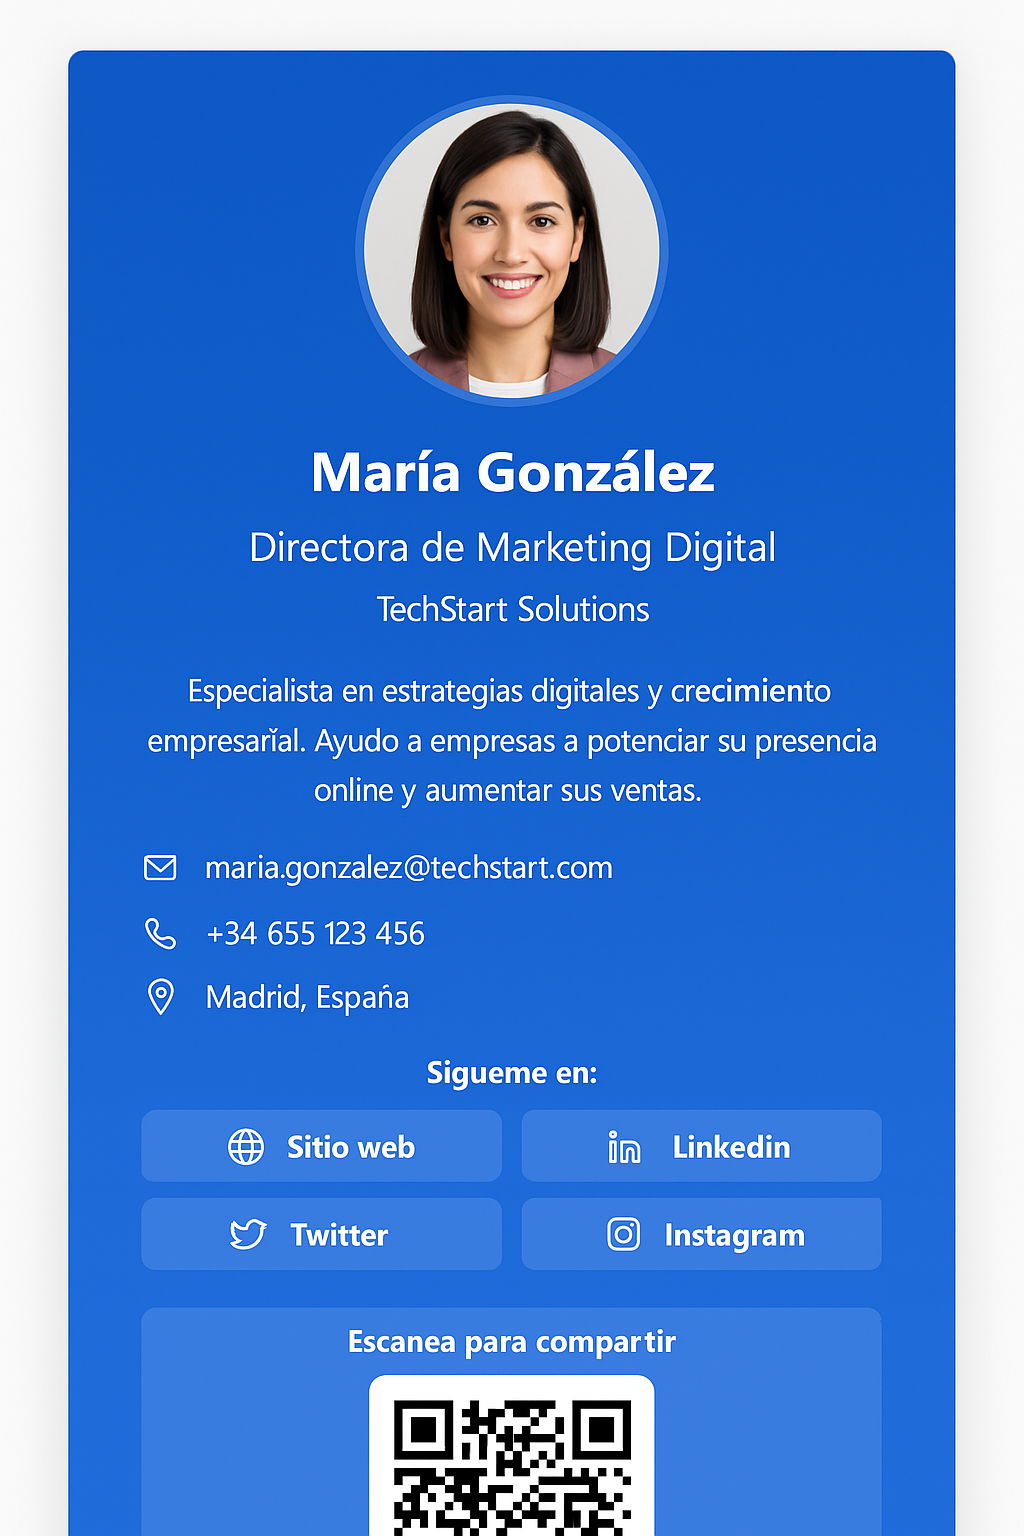 María González
Directora de Marketing Digital
TechStart Solutions
Especialista en estrategias digitales y crecimiento
empresarĭal. Ayudo a empresas a potenciar su presencia
online y aumentar sus ventas.
maria.gonzalez@techstart.com
+34 655 123 456
Madrid, España
Sigueme en:
Sitio web
Linkedin
Twitter
Instagram
Escanea para compartir